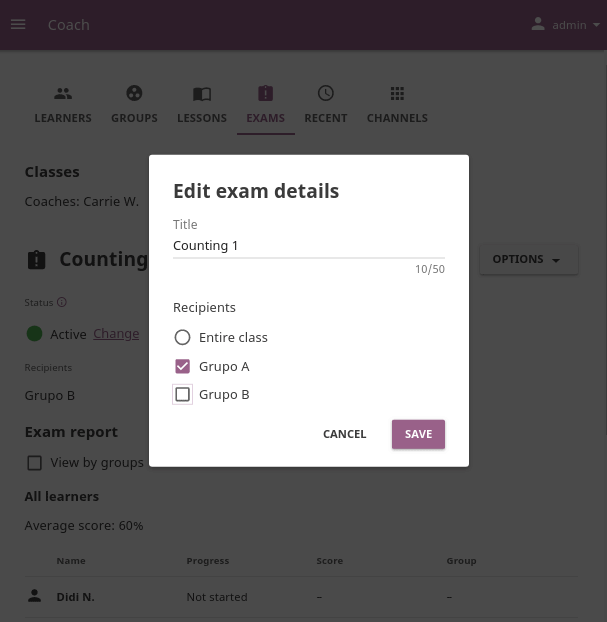 Coach
admin
LEARNERS GROUPS LESSONS EXAMS RECENT CHANNELS
Classes
Coaches: Carrie W.
Edit exam details
Title
Counting 1
10/50
Counting
OPTIONS
Status
Recipients
Entire class
Active Change
Grupo A
Recipients
Grupo B
Grupo B
CANCEL SAVE
Exam report
View by groups
All learners
Average score: 60%
Name Progress Score Group
Didi N. Not started – –